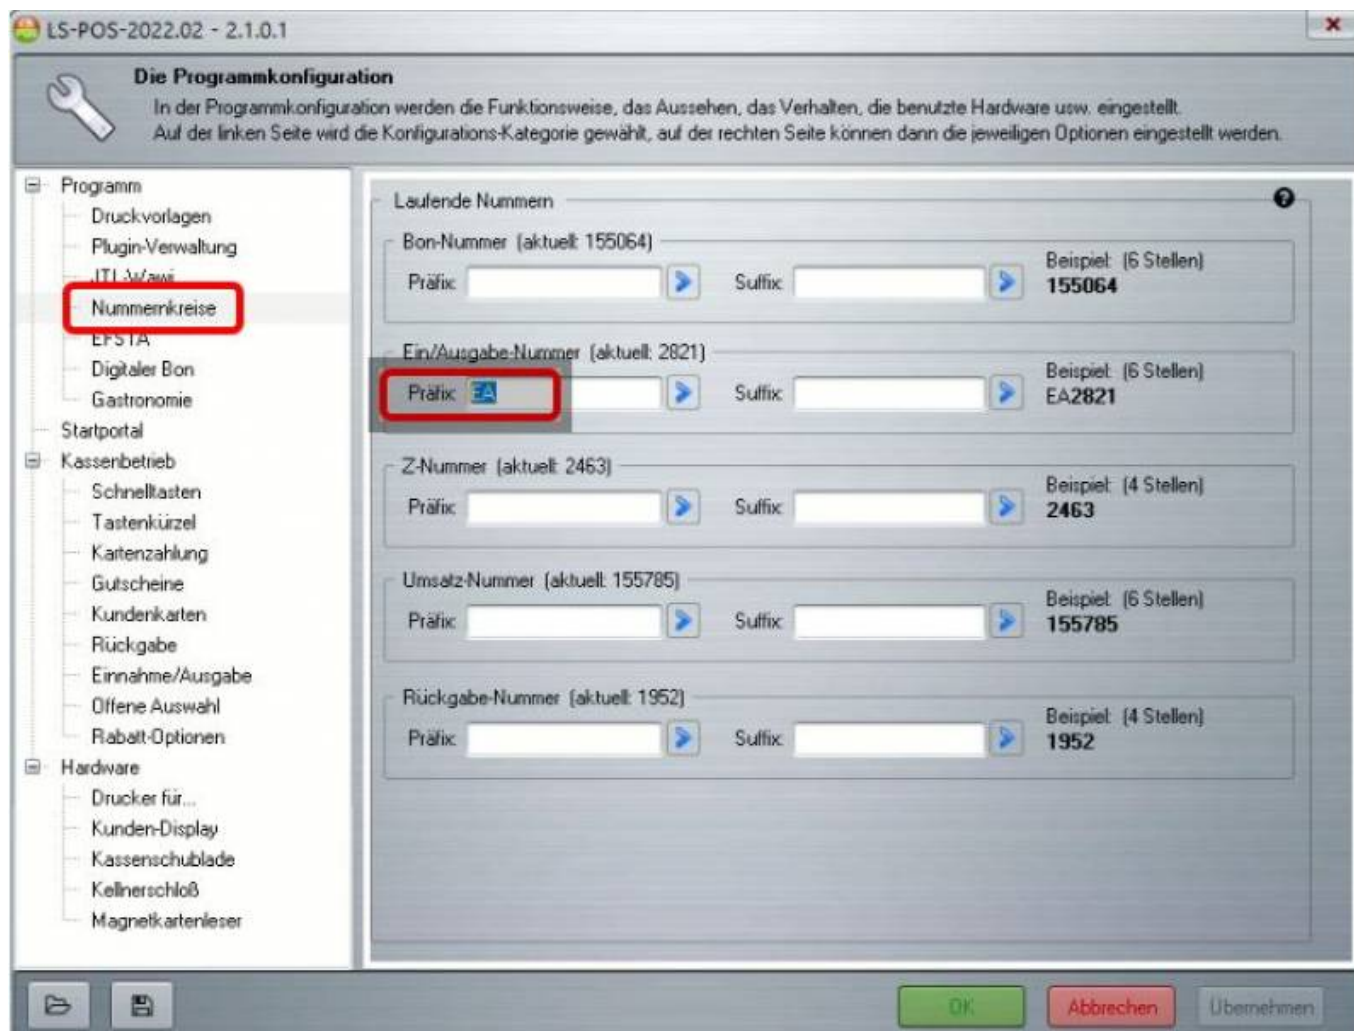 LS-POS-2022.02 - 2.1.0.1
Die Programmkonfiguration
In der Programmkonfiguration werden die Funktionsweise, das Aussehen, das Verhalten, die benutzte Hardware usw. eingestellt.
Auf der linken Seite wird die Konfigurations-Kategorie gewählt, auf der rechten Seite können dann die jeweiligen Optionen eingestellt werden.
Programm
Druckvorlagen
Plugin-Verwaltung
JTL-Wawi
Nummernkreise
EFSTA
Digitaler Bon
Gastronomie
Startportal
Kassenbetrieb
Schnelltasten
Tastenkürzel
Kartenzahlung
Gutscheine
Kundenkarten
Rückgabe
Einnahme/Ausgabe
Offene Auswahl
Rabatt-Optionen
Hardware
Drucker für...
Kunden-Display
Kassenschublade
Kellnerschloß
Magnetkartenleser
Laufende Nummern
Bon-Nummer (aktuell: 155064)
Präfix: Suffix: Beispiel: (6 Stellen)
155064
Ein/Ausgabe-Nummer (aktuell: 2821)
Präfix: EA Suffix: Beispiel: (6 Stellen)
EA2821
Z-Nummer (aktuell: 2463)
Präfix: Suffix: Beispiel: (4 Stellen)
2463
Umsatz-Nummer (aktuell: 155785)
Präfix: Suffix: Beispiel: (6 Stellen)
155785
Rückgabe-Nummer (aktuell: 1952)
Präfix: Suffix: Beispiel: (4 Stellen)
1952
OK Abbrechen Übernehmen